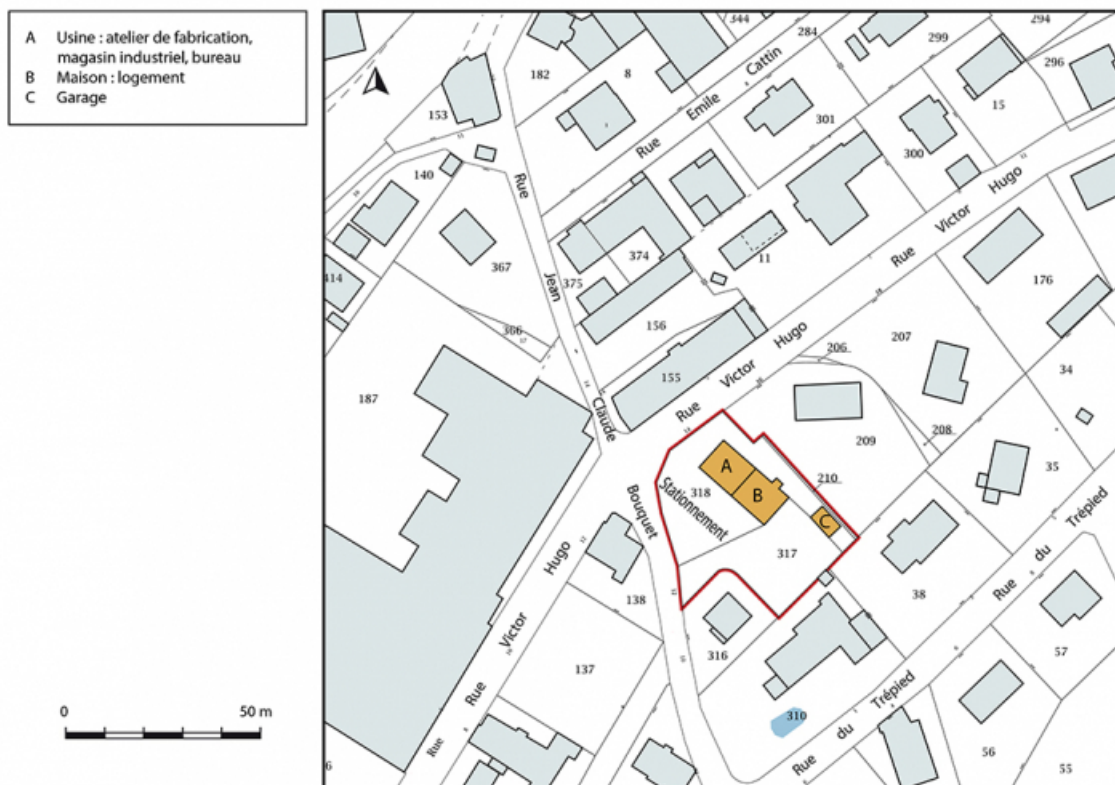 A Usine : atelier de fabrication,
magasin industriel, bureau
B Maison : logement
C Garage
0 50 m
344
284
299
294
296
182
8
Rue Emile Cattin
153
15
301
300
140
Rue Jean Claude Bouquet
Rue Victor Hugo
367
374
375
11
414
176
366
156
206
207
187
155
Rue Victor Hugo
34
208
209
A
B
C
210
35
318
Stationnement
317
Rue du Trépied
138
38
Rue Victor Hugo
316
57
137
310
Rue du Trépied
56
55
6